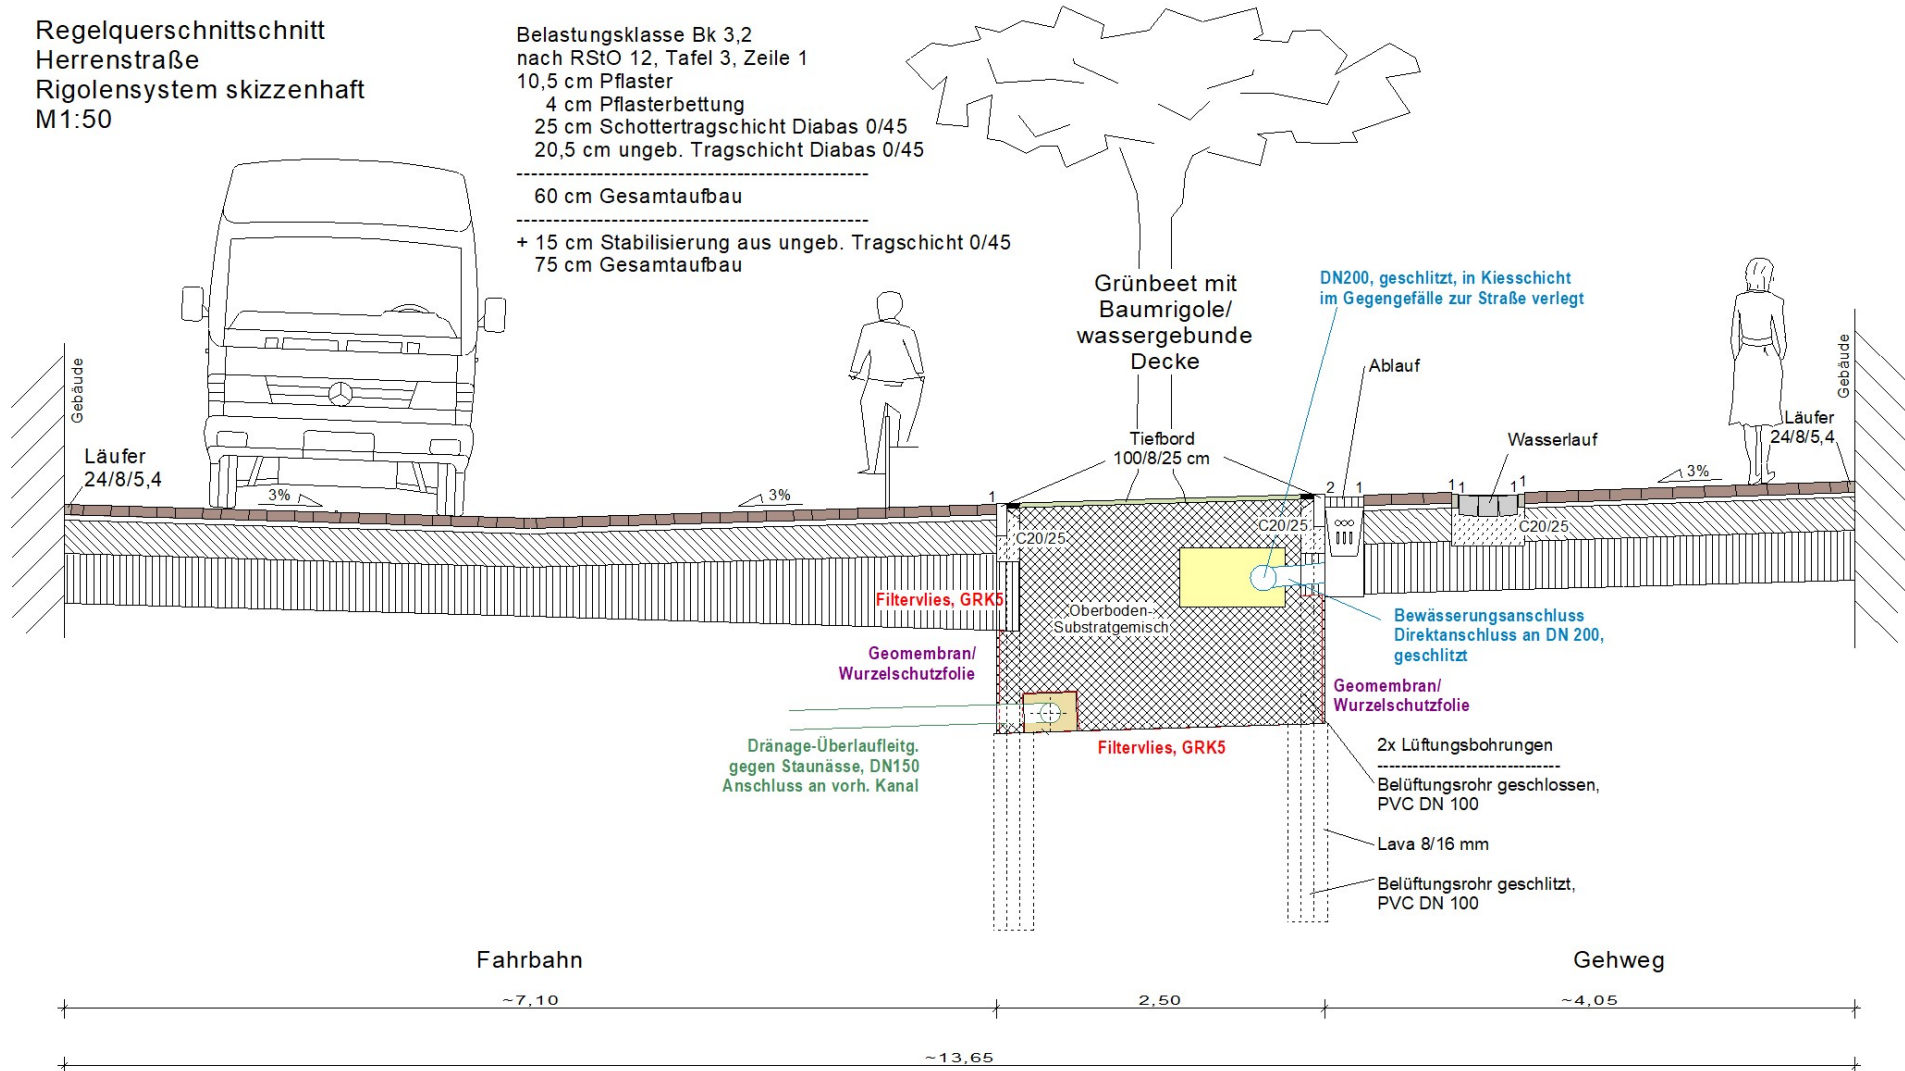 Regelquerschnittschnitt
Herrenstraße
Rigolensystem skizzenhaft
M1:50
Belastungsklasse Bk 3,2
nach RStO 12, Tafel 3, Zeile 1
10,5 cm Pflaster
4 cm Pflasterbettung
25 cm Schottertragschicht Diabas 0/45
20,5 cm ungeb. Tragschicht Diabas 0/45
------------------------------------------------
60 cm Gesamtaufbau
------------------------------------------------
+ 15 cm Stabilisierung aus ungeb. Tragschicht 0/45
75 cm Gesamtaufbau
Grünbeet mit
Baumrigole/
wassergebunde
Decke
DN200, geschlitzt, in Kiesschicht
im Gegengefälle zur Straße verlegt
Ablauf
Gebäude
Gebäude
Läufer
24/8/5,4
Tiefbord
100/8/25 cm
Wasserlauf
Läufer
24/8/5,4
3%
3%
3%
1
2
1
1
1
1
1
C20/25
C20/25
C20/25
Filtervlies, GRK5
Oberboden-
Substratgemisch
Bewässerungsanschluss
Direktanschluss an DN 200,
geschlitzt
Geomembran/
Wurzelschutzfolie
Geomembran/
Wurzelschutzfolie
Dränage-Überlaufleitg.
gegen Staunässe, DN150
Anschluss an vorh. Kanal
Filtervlies, GRK5
2x Lüftungsbohrungen
------------------------------
Belüftungsrohr geschlossen,
PVC DN 100
Lava 8/16 mm
Belüftungsrohr geschlitzt,
PVC DN 100
Fahrbahn
Gehweg
~7,10
2,50
~4,05
~13,65